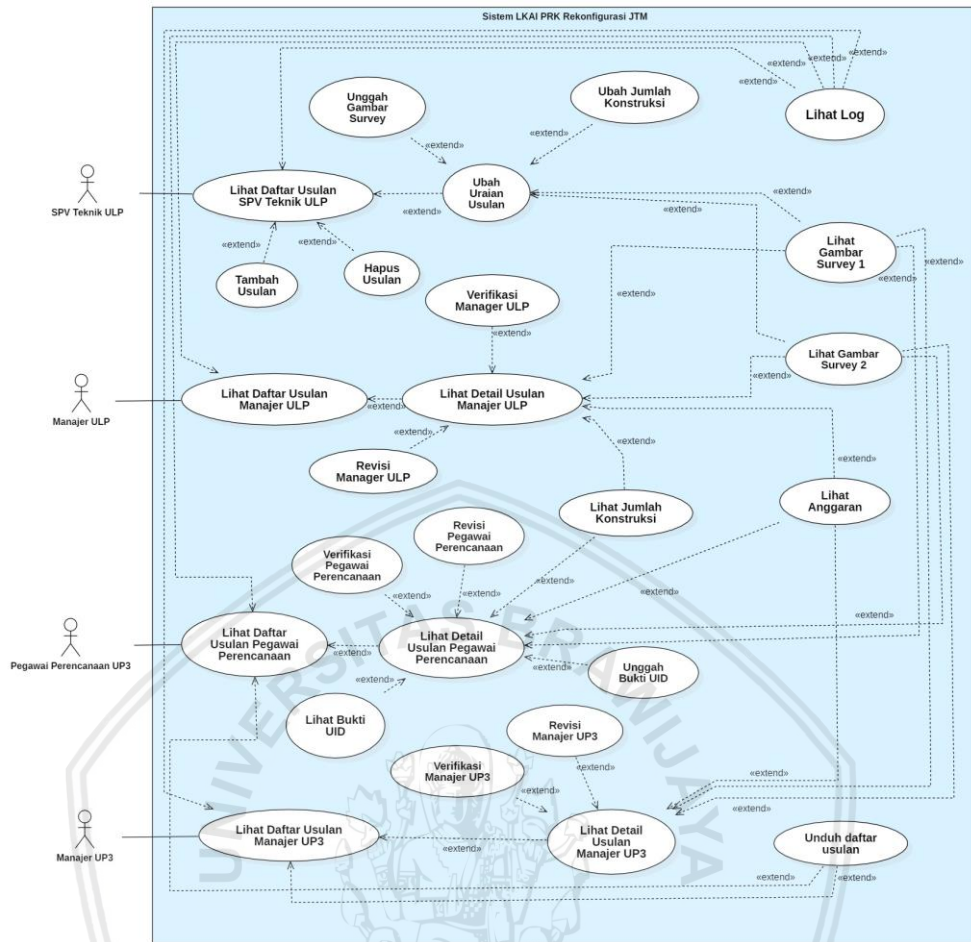 Sistem LKAI PRK Rekonfigurasi JTM
«extend»
«extend»
«extend»
«extend»
Unggah
Gambar
Survey
Ubah Jumlah
Konstruksi
Lihat Log
«extend»
«extend»
SPV Teknik ULP
Lihat Daftar Usulan
SPV Teknik ULP
«extend»
Ubah
Uraian
Usulan
«extend»
«extend»
«extend»
«extend»
Tambah
Usulan
Hapus
Usulan
Lihat
Gambar
Survey 1
«extend»
«extend»
«extend»
Verifikasi
Manager ULP
«extend»
Lihat Gambar
Survey 2
«extend»
Manajer ULP
Lihat Daftar Usulan
Manajer ULP
«extend»
Lihat Detail Usulan
Manajer ULP
«extend»
«extend»
«extend»
«extend»
Revisi
Manager ULP
«extend»
Lihat Jumlah
Konstruksi
Lihat
Anggaran
Revisi
Pegawai
Perencanaan
Verifikasi
Pegawai
Perencanaan
«extend»
«extend»
«extend»
«extend»
«extend»
Pegawai Perencanaan UP3
Lihat Daftar
Usulan Pegawai
Perencanaan
«extend»
Lihat Detail
Usulan Pegawai
Perencanaan
«extend»
Unggah
Bukti UID
«extend»
Lihat Bukti
UID
Revisi
Manajer UP3
Verifikasi
Manajer UP3
«extend»
«extend»
«extend»
«extend»
Manajer UP3
Lihat Daftar Usulan
Manajer UP3
«extend»
Lihat Detail
Usulan
Manajer UP3
Unduh daftar
usulan
«extend»
«extend»
UNIVERSITAS BRAWIJAYA